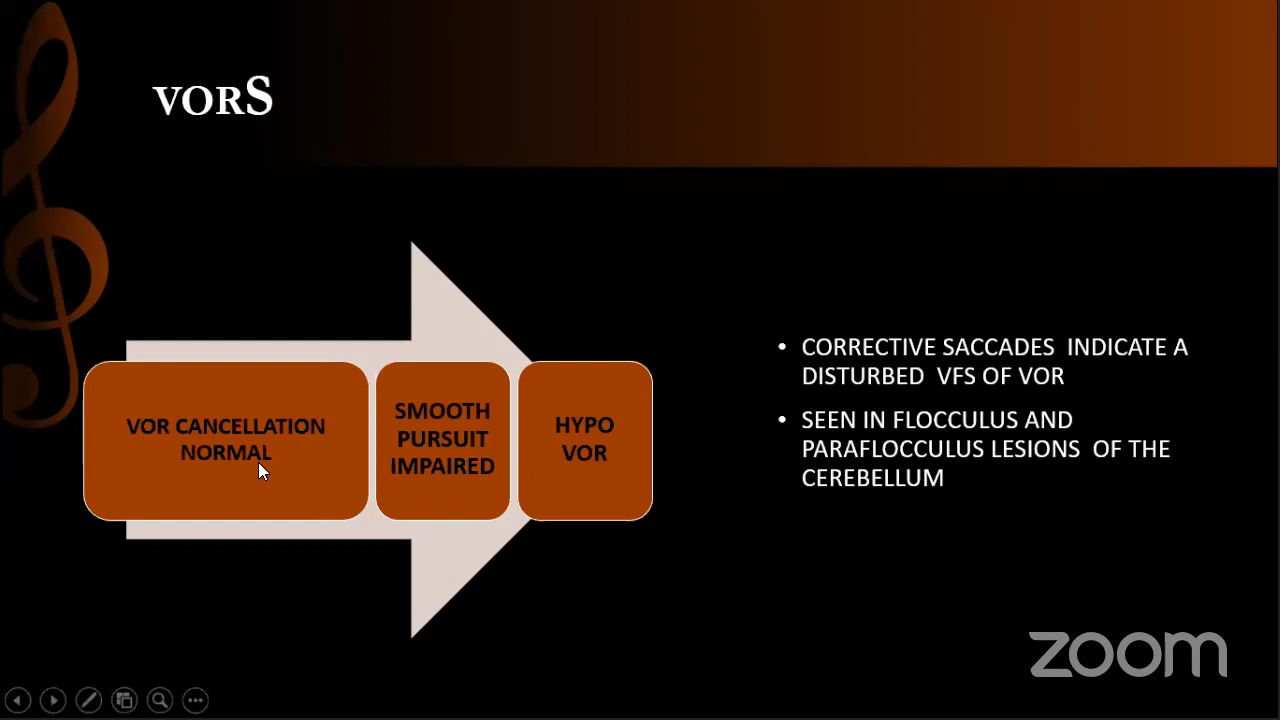 VORS
VOR CANCELLATION
NORMAL
SMOOTH
PURSUIT
IMPAIRED
HYPO
VOR
• CORRECTIVE SACCADES INDICATE A
DISTURBED VFS OF VOR
• SEEN IN FLOCCULUS AND
PARAFLOCCULUS LESIONS OF THE
CEREBELLUM
zoom